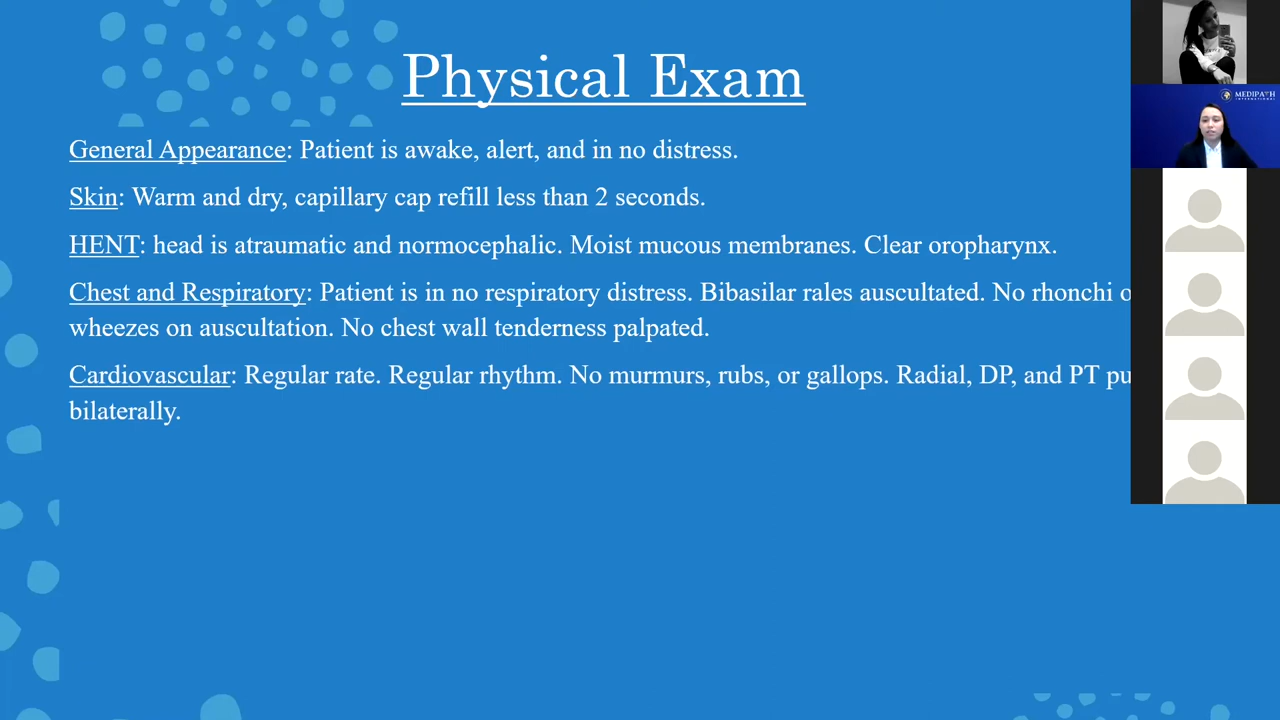 Physical Exam
General Appearance: Patient is awake, alert, and in no distress.
Skin: Warm and dry, capillary cap refill less than 2 seconds.
HENT: head is atraumatic and normocephalic. Moist mucous membranes. Clear oropharynx.
Chest and Respiratory: Patient is in no respiratory distress. Bibasilar rales auscultated. No rhonchi
wheezes on auscultation. No chest wall tenderness palpated.
Cardiovascular: Regular rate. Regular rhythm. No murmurs, rubs, or gallops. Radial, DP, and PT
bilaterally.
MEDIPATH
INTERNATIONAL